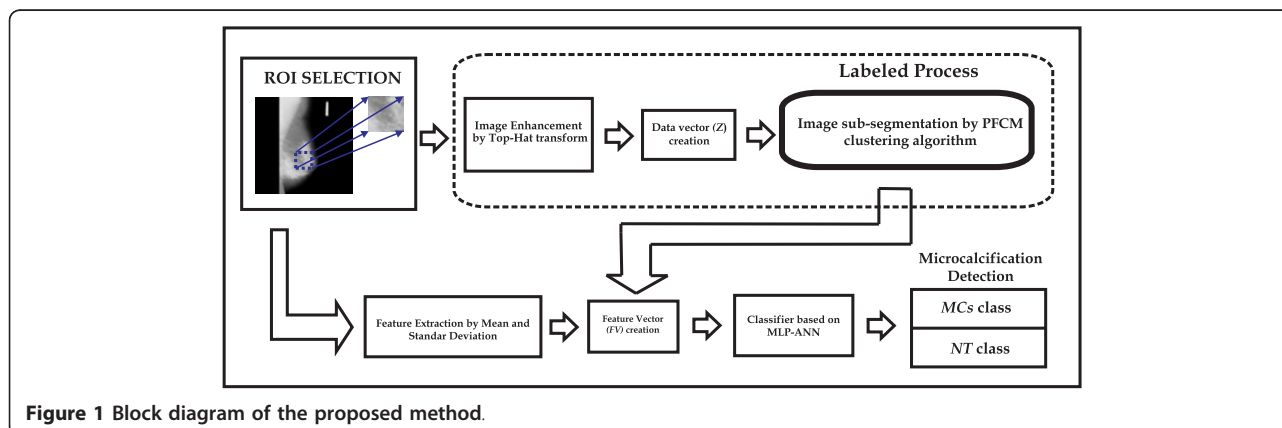 ROI SELECTION
Labeled Process
Image Enhancement
by Top-Hat transform
Data vector (Z)
creation
Image sub-segmentation by PFCM
clustering algorithm
Feature Extraction by Mean and
Standar Deviation
Feature Vector
(FV) creation
Classifier based on
MLP-ANN
Microcalcification
Detection
MCs class
NT class
Figure 1 Block diagram of the proposed method.